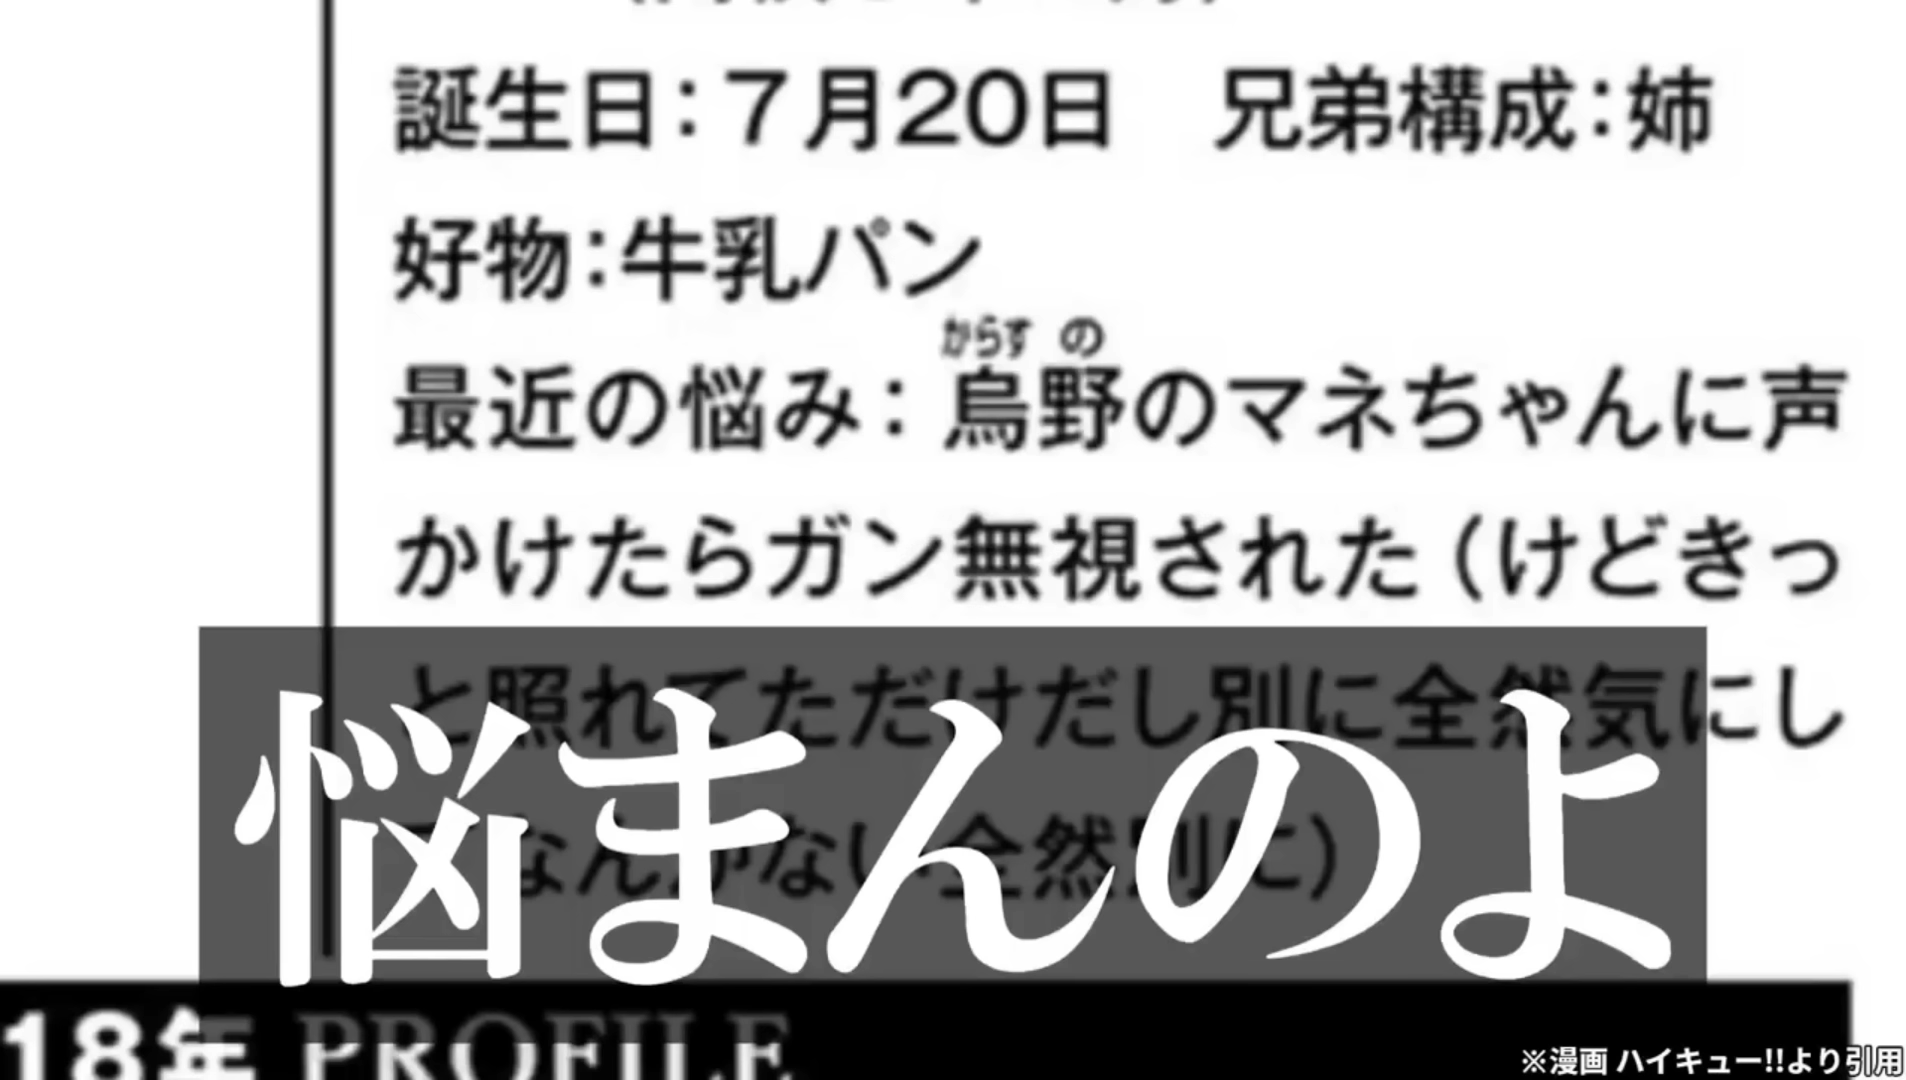 誕生日：７月20日　兄弟構成：姉
好物：牛乳パン
からす の
最近の悩み：烏野のマネちゃんに声
かけたらガン無視された（けどきっ
と照れてただけだし別に全然気にし
てなんかない全然別に）
悩まんのよ
18年 PROFILE
※漫画 ハイキュー!!より引用